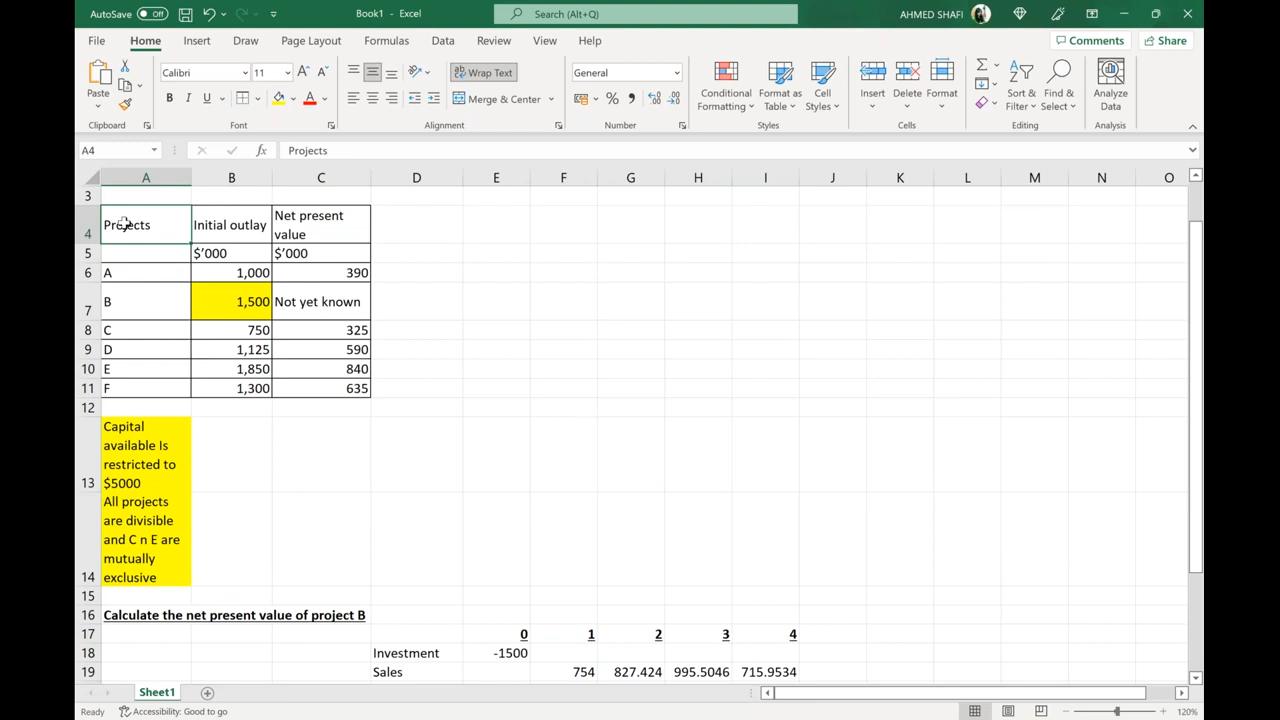 AutoSave Off Book1 - Excel Search (Alt+Q) AHMED SHAFI
File Home Insert Draw Page Layout Formulas Data Review View Help Comments Share
Paste Calibri 11 Wrap Text General Conditional Formatting Format as Table Cell Styles Insert Delete Format Sort & Filter Find & Select Analyze Data
B I U Merge & Center % ,
Clipboard Font Alignment Number Styles Cells Editing Analysis
A4 fx Projects
A B C D E F G H I J K L M N O
3
4 Projects Initial outlay Net present value
5 $'000 $'000
6 A 1,000 390
7 B 1,500 Not yet known
8 C 750 325
9 D 1,125 590
10 E 1,850 840
11 F 1,300 635
12
Capital
available Is
restricted to
13 $5000
All projects
are divisible
and C n E are
mutually
14 exclusive
15
16 Calculate the net present value of project B
17 0 1 2 3 4
18 Investment -1500
19 Sales 754 827.424 995.5046 715.9534
Sheet1
Ready Accessibility: Good to go 120%